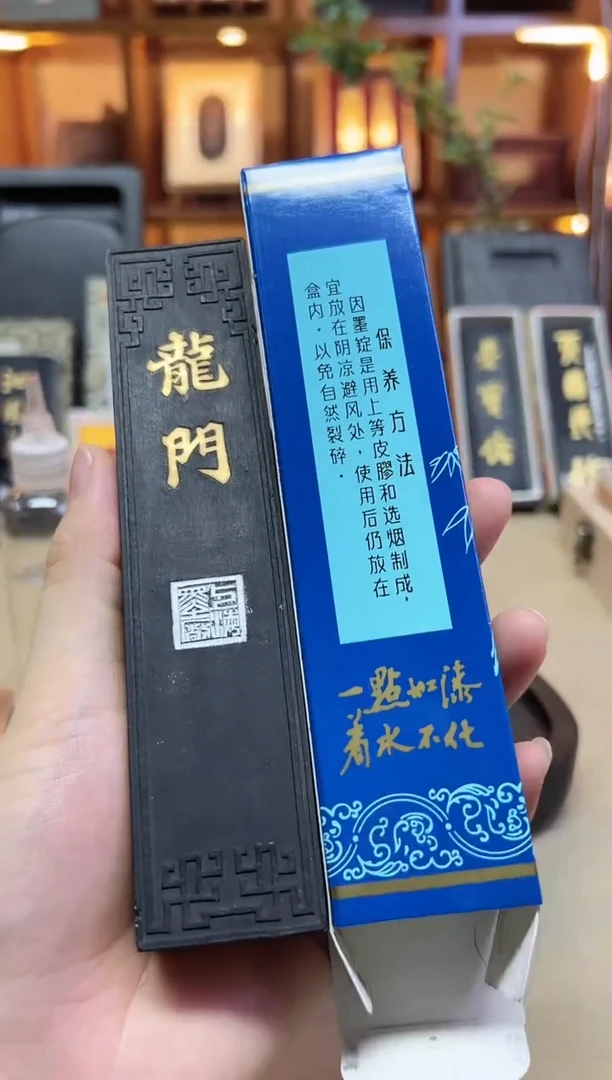 龍門
保养方法
因墨锭是用上等皮膠和选烟制成，
宜放在阴凉避风处，使用后仍放在
盒内．以免自然裂碎．
一點如漆
着水不化